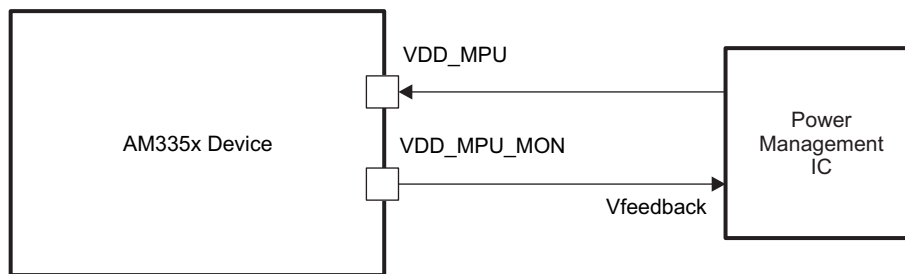 VDD_MPU
AM335x Device
VDD_MPU_MON
Vfeedback
Power
Management
IC